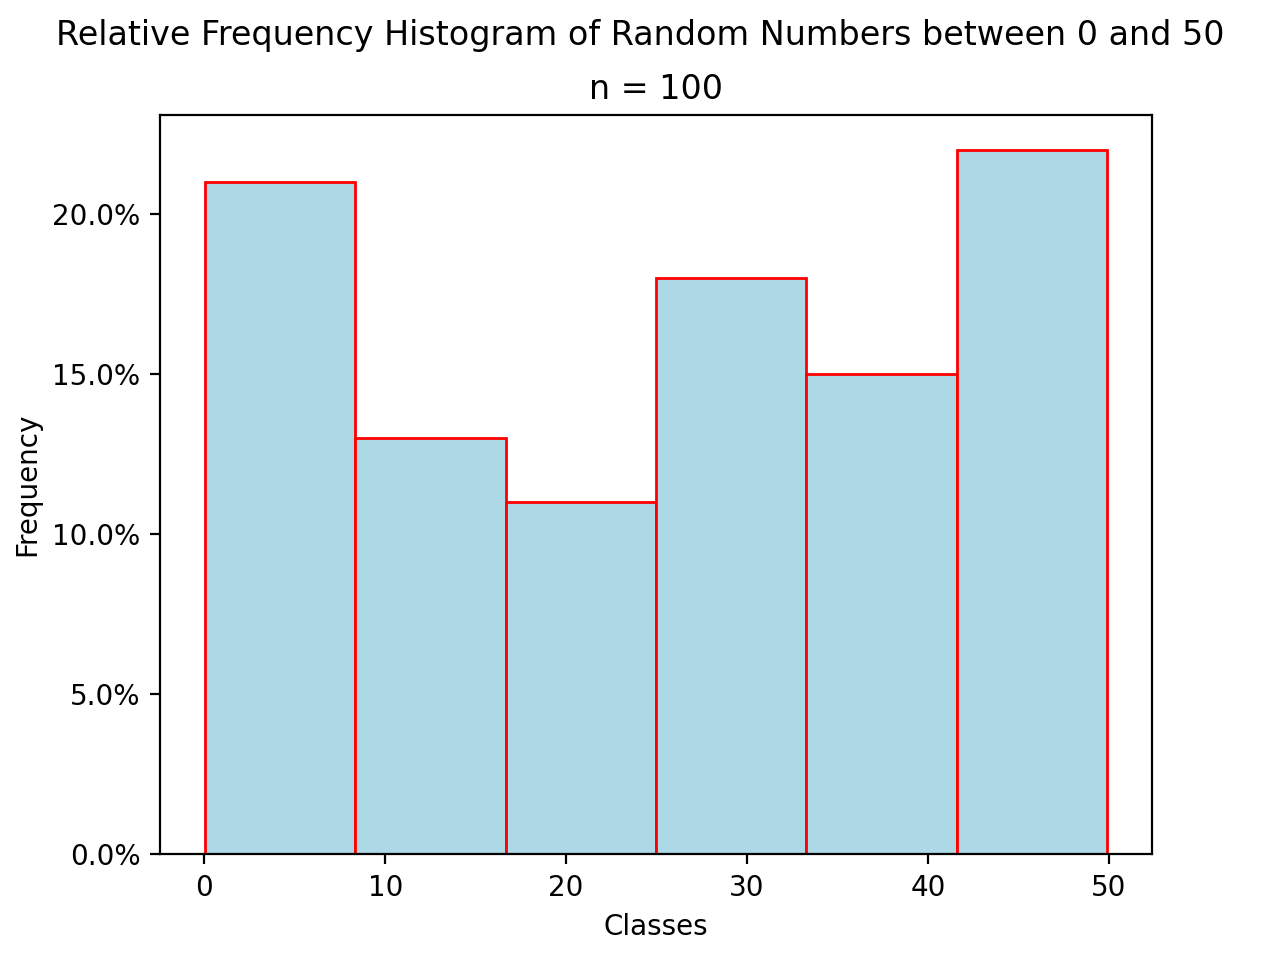 Relative Frequency Histogram of Random Numbers between 0 and 50
n = 100
20.0%
15.0%
10.0%
5.0%
0.0%
Frequency
0 10 20 30 40 50
Classes